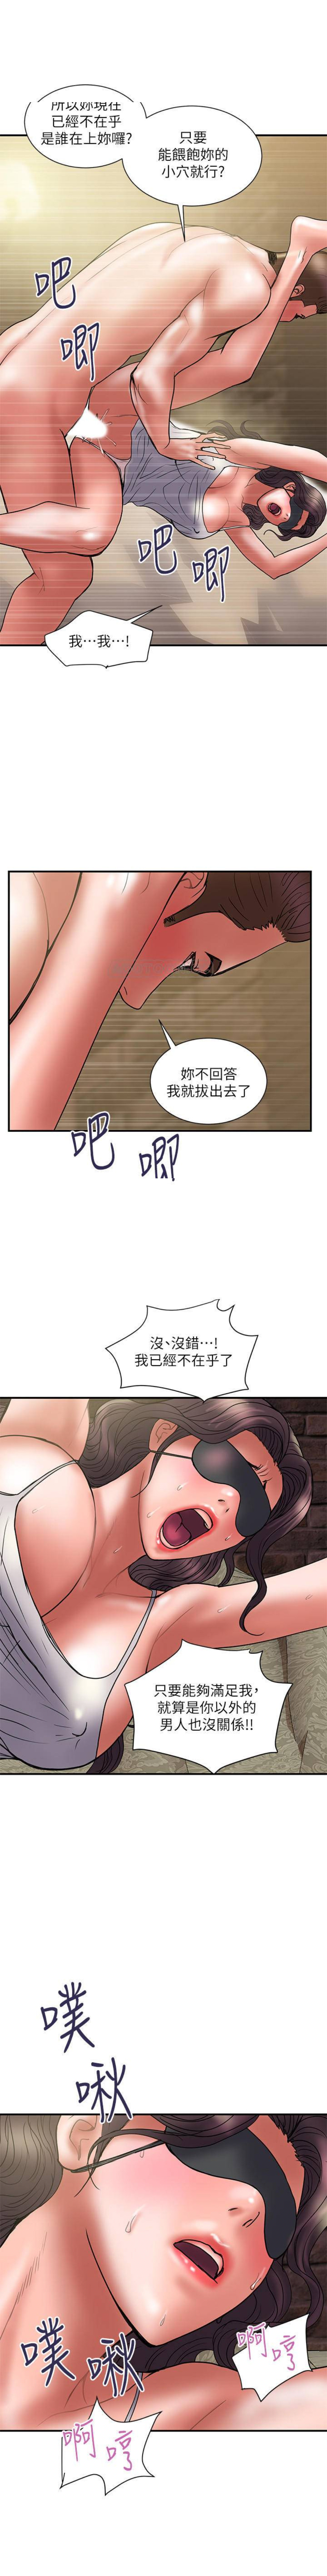 所以妳現在
已經不在乎
是誰在上妳囉?
只要
能餵飽妳的
小穴就行?
吧
唧
吧
唧
我…我…!
妳不回答
我就拔出去了
吧
唧
沒、沒錯…!
我已經不在乎了
只要能夠滿足我，
就算是你以外的
男人也沒關係!!
噗
啾
噗
啾
啊
哼
啊
哼